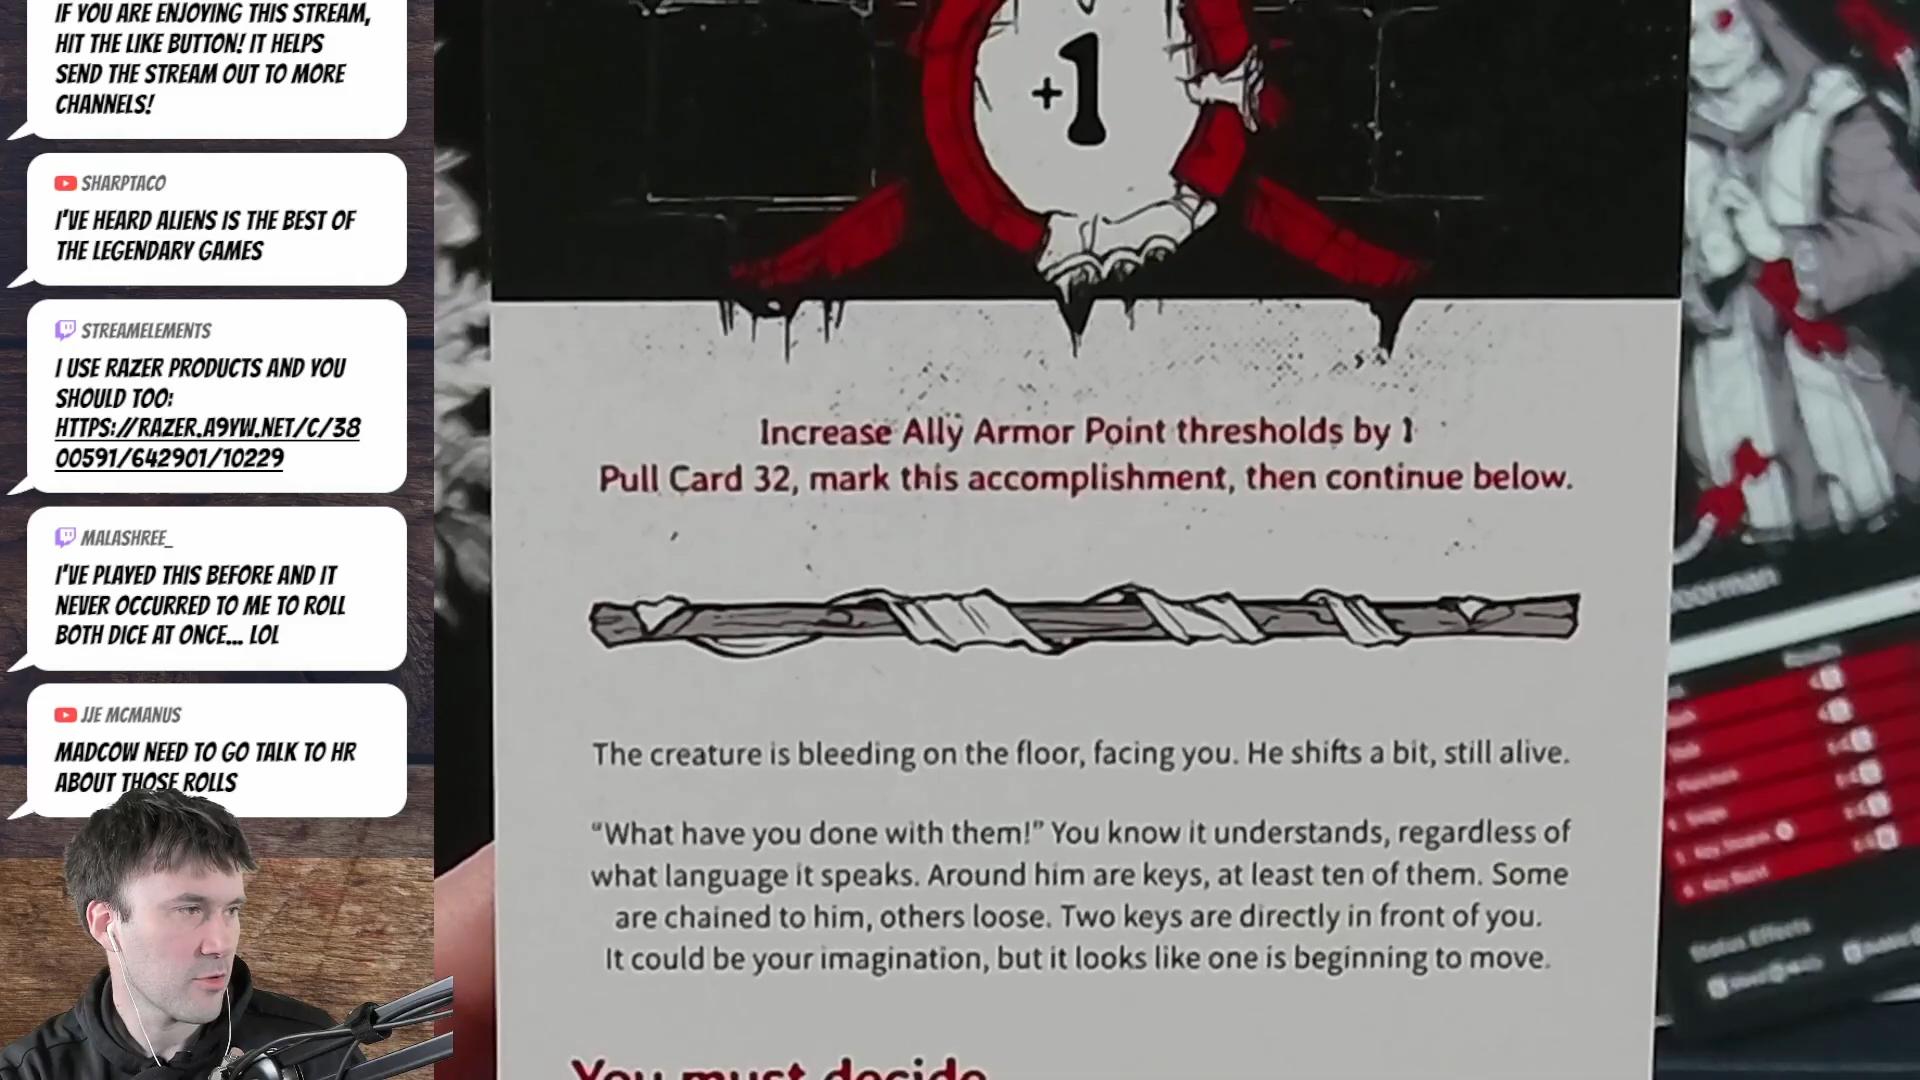 IF YOU ARE ENJOYING THIS STREAM,
HIT THE LIKE BUTTON! IT HELPS
SEND THE STREAM OUT TO MORE
CHANNELS!
SHARPTACO
I'VE HEARD ALIENS IS THE BEST OF
THE LEGENDARY GAMES
STREAMELEMENTS
I USE RAZER PRODUCTS AND YOU
SHOULD TOO:
HTTPS://RAZER.A9YW.NET/C/38
00591/642901/10229
MALASHREE_
I'VE PLAYED THIS BEFORE AND IT
NEVER OCCURRED TO ME TO ROLL
BOTH DICE AT ONCE... LOL
JJE MCMANUS
MADCOW NEED TO GO TALK TO HR
ABOUT THOSE ROLLS
+1
Increase Ally Armor Point thresholds by 1
Pull Card 32, mark this accomplishment, then continue below.
The creature is bleeding on the floor, facing you. He shifts a bit, still alive.
“What have you done with them!” You know it understands, regardless of
what language it speaks. Around him are keys, at least ten of them. Some
are chained to him, others loose. Two keys are directly in front of you.
It could be your imagination, but it looks like one is beginning to move.
You must decide
Status Effects